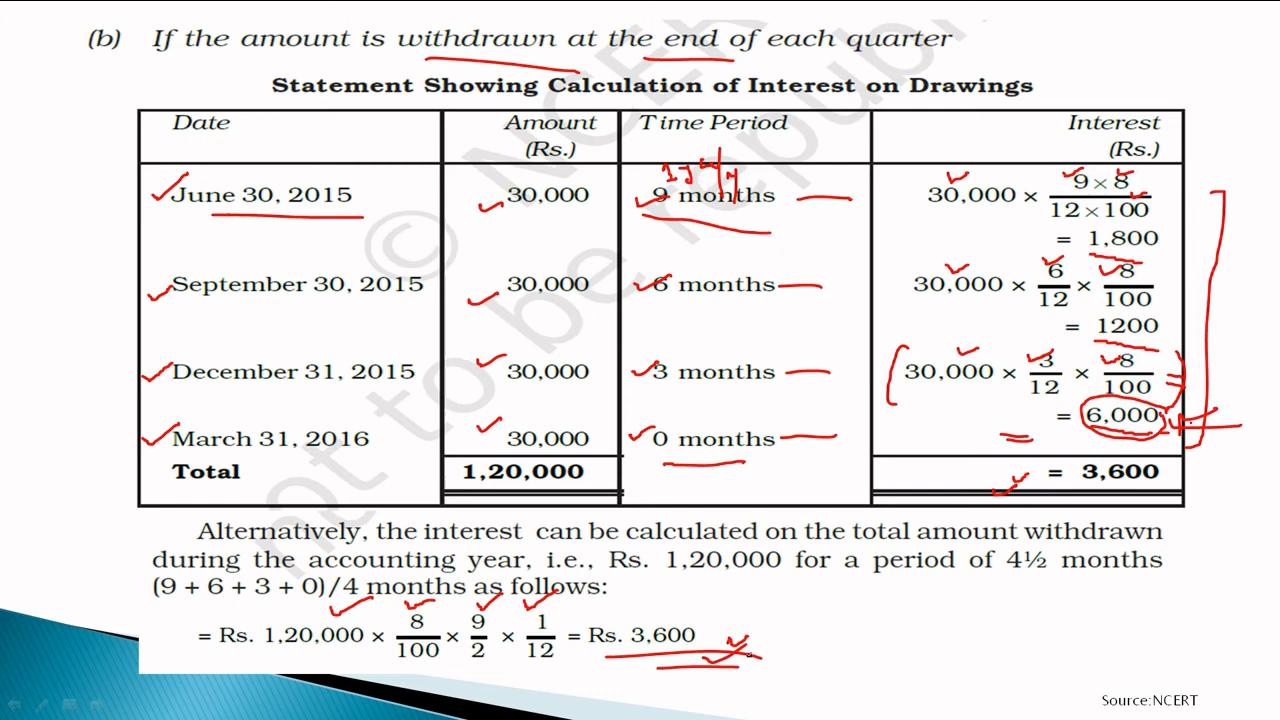 (b) If the amount is withdrawn at the end of each quarter
Statement Showing Calculation of Interest on Drawings
Date Amount Time Period Interest
(Rs.) (Rs.)
June 30, 2015 30,000 9 months 30,000 × 9 × 8 / 12 × 100
= 1,800
September 30, 2015 30,000 6 months 30,000 × 6/12 × 8/100
= 1200
December 31, 2015 30,000 3 months 30,000 × 3/12 × 8/100
= 6,000
March 31, 2016 30,000 0 months
Total 1,20,000 = 3,600
Alternatively, the interest can be calculated on the total amount withdrawn
during the accounting year, i.e., Rs. 1,20,000 for a period of 4½ months
(9 + 6 + 3 + 0)/4 months as follows:
= Rs. 1,20,000 × 8/100 × 9/2 × 1/12 = Rs. 3,600
Source:NCERT
© NCER
not to be republi